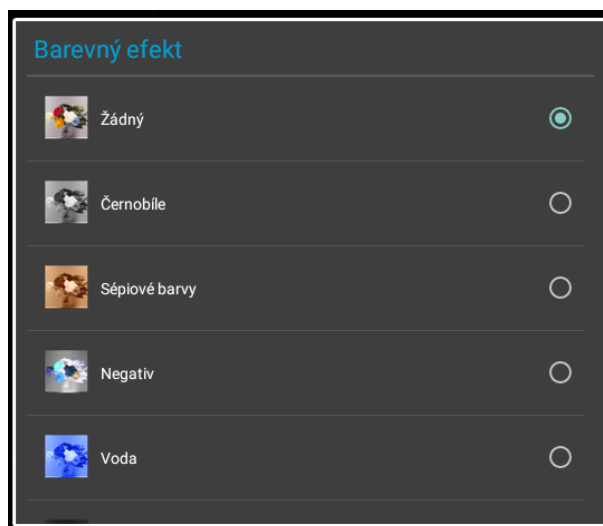 Barevný efekt
Žádný
Černobíle
Sépiové barvy
Negativ
Voda